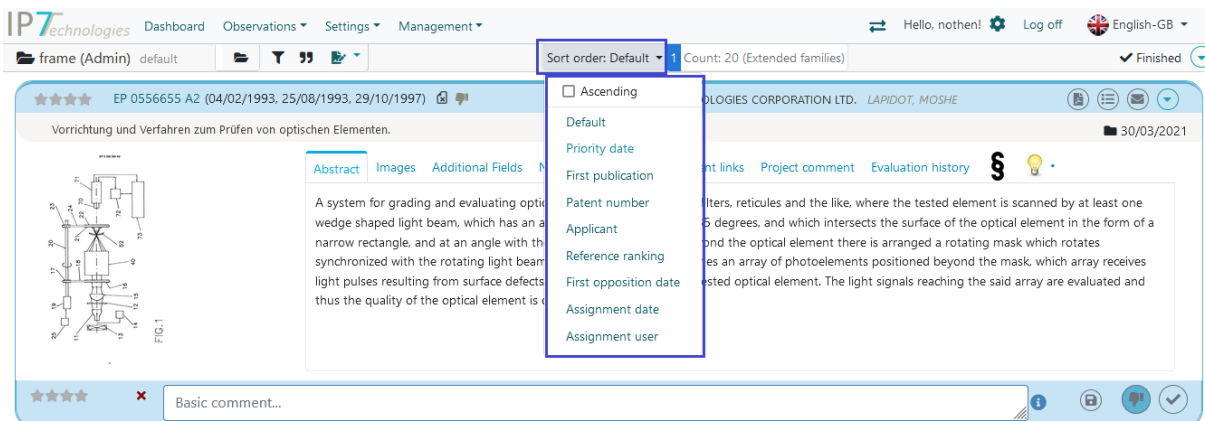 IP7Technologies Dashboard Observations Settings Management Hello, nothen! Log off English-GB
frame (Admin) default Sort order: Default 1 Count: 20 (Extended families) Finished
EP 0556655 A2 (04/02/1993, 25/08/1993, 29/10/1997) OLOGIES CORPORATION LTD. LAPIDOT, MOSHE
Vorrichtung und Verfahren zum Prüfen von optischen Elementen. 30/03/2021
Ascending
Default
Priority date
First publication
Patent number
Applicant
Reference ranking
First opposition date
Assignment date
Assignment user
Abstract Images Additional Fields N nt links Project comment Evaluation history §
A system for grading and evaluating optic lters, reticules and the like, where the tested element is scanned by at least one
wedge shaped light beam, which has an a 5 degrees, and which intersects the surface of the optical element in the form of a
narrow rectangle, and at an angle with th ond the optical element there is arranged a rotating mask which rotates
synchronized with the rotating light beam es an array of photoelements positioned beyond the mask, which array receives
light pulses resulting from surface defects ested optical element. The light signals reaching the said array are evaluated and
thus the quality of the optical element is
FIG.1
Basic comment...